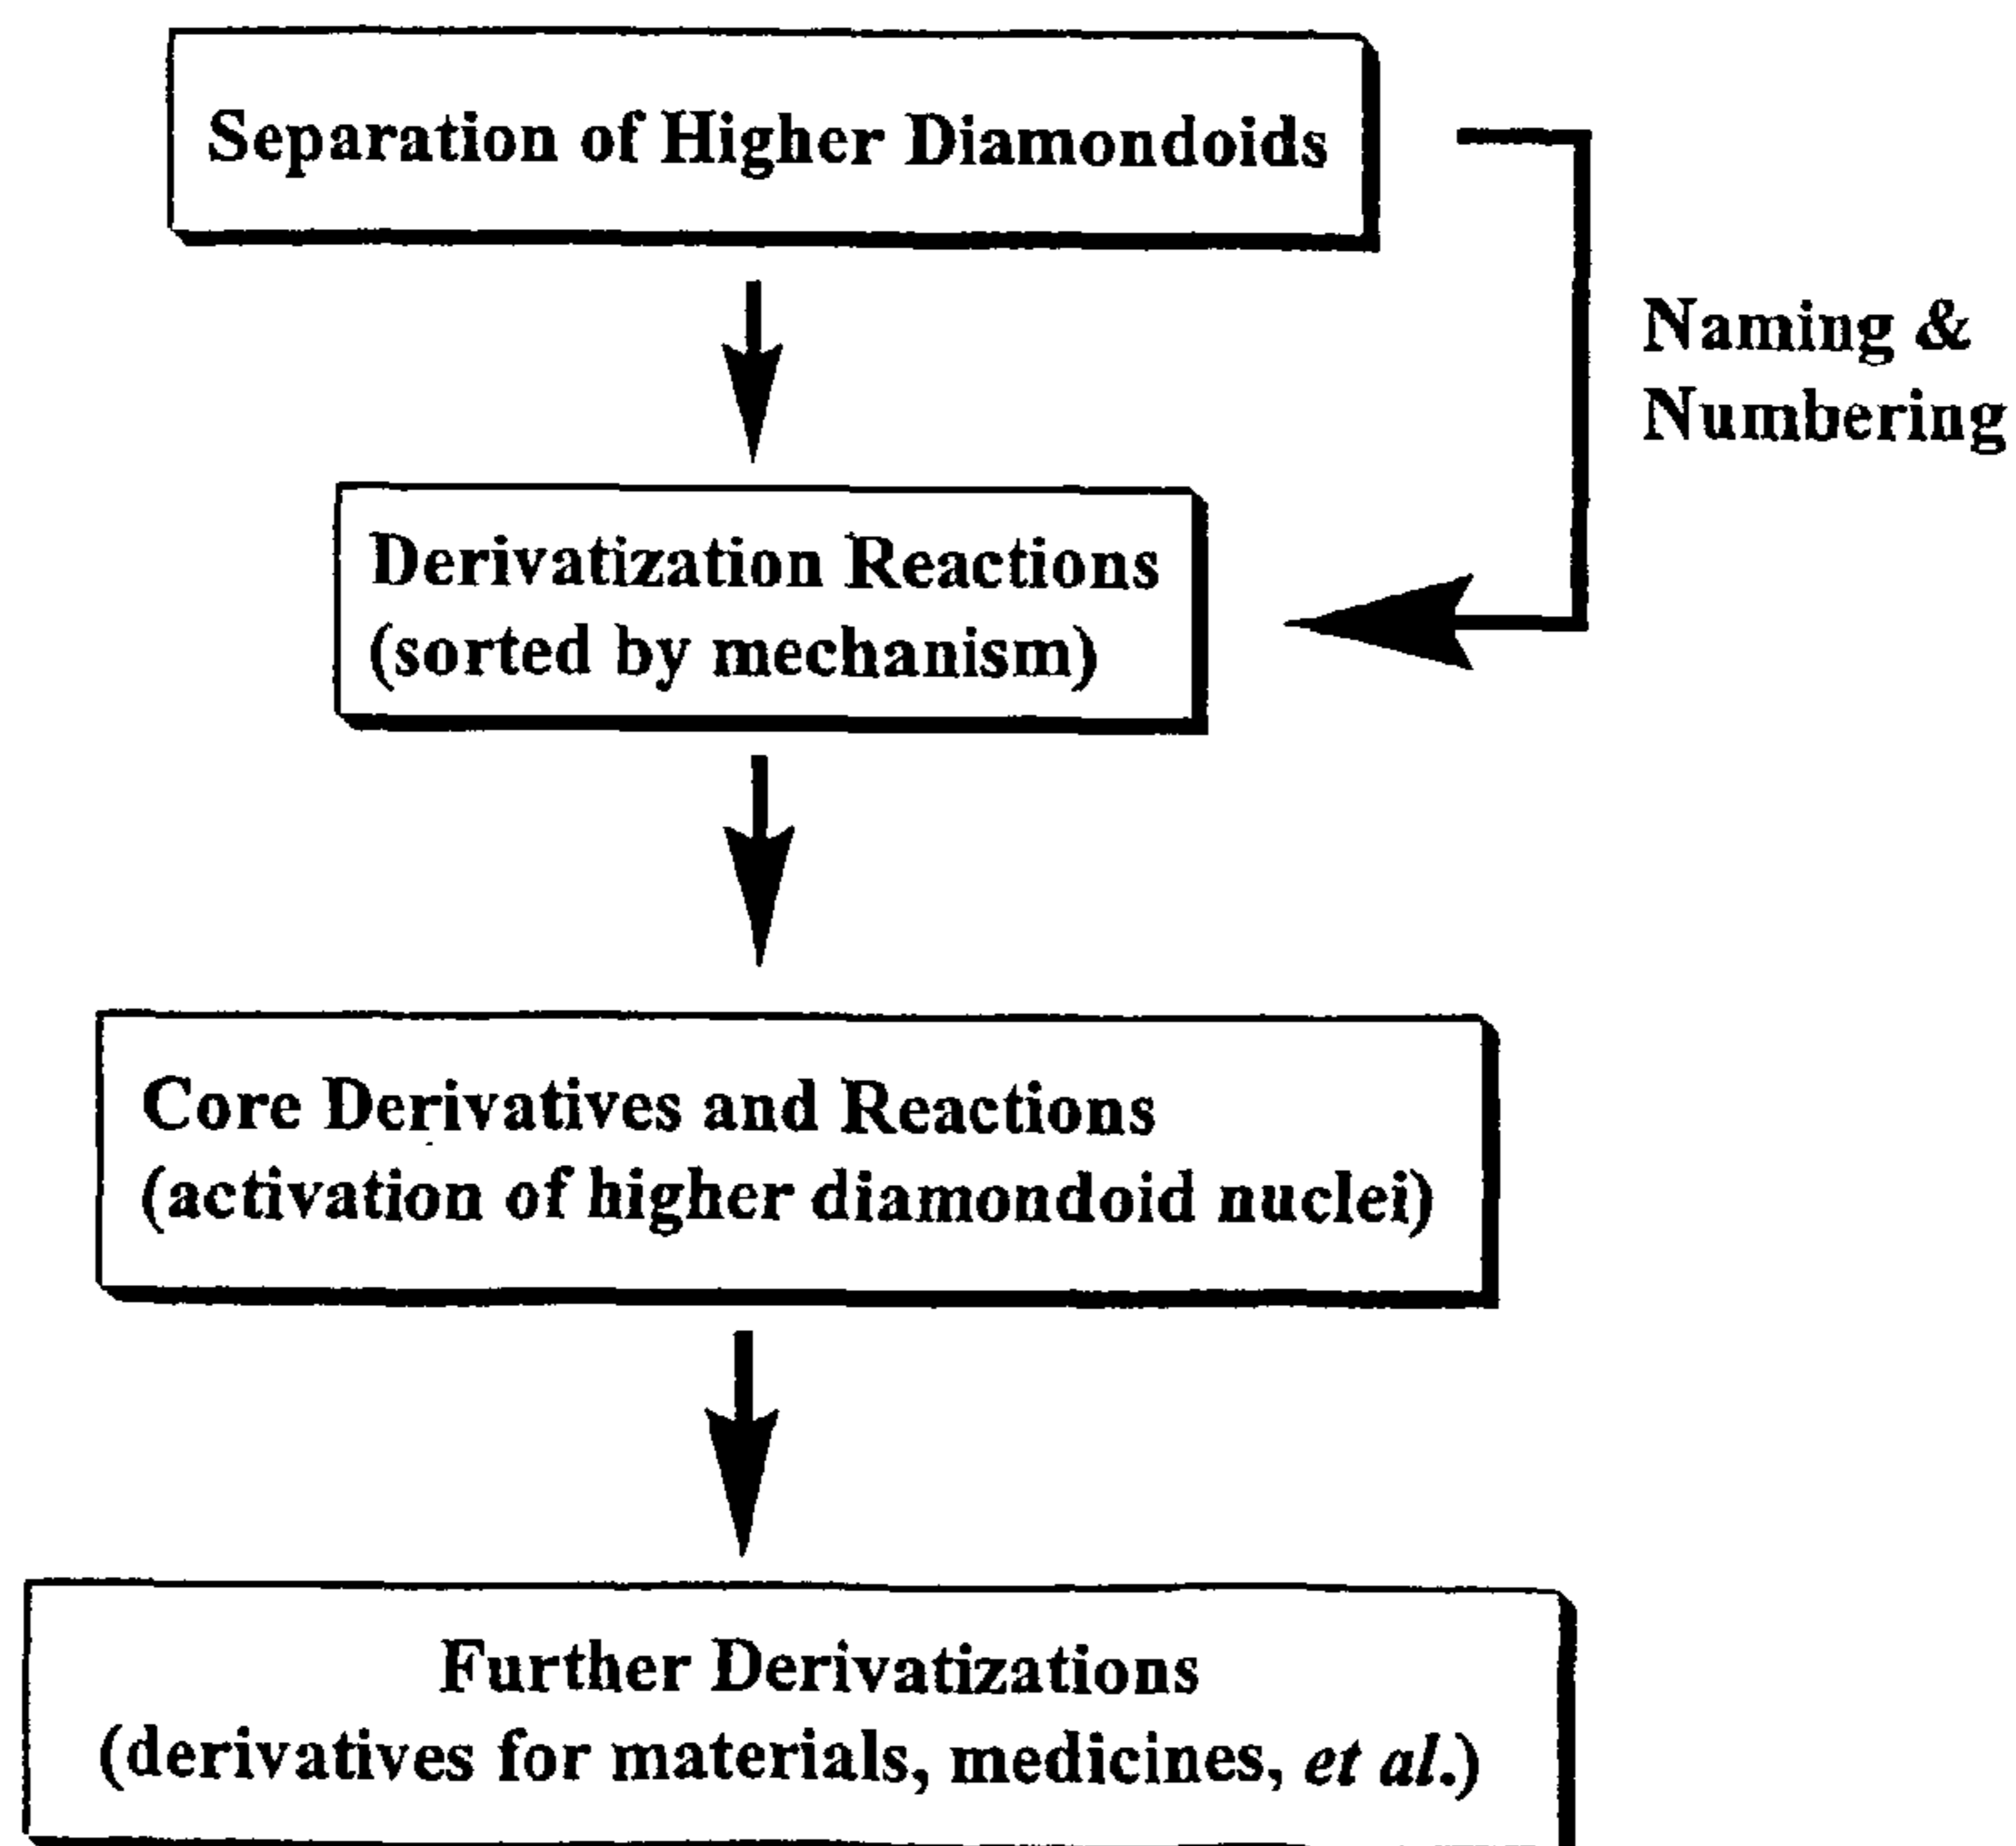 Separation of Higher Diamondoids
Naming &
Numbering
Derivatization Reactions
(sorted by mechanism)
Core Derivatives and Reactions
(activation of higher diamondoid nuclei)
Further Derivatizations
(derivatives for materials, medicines, et al.)